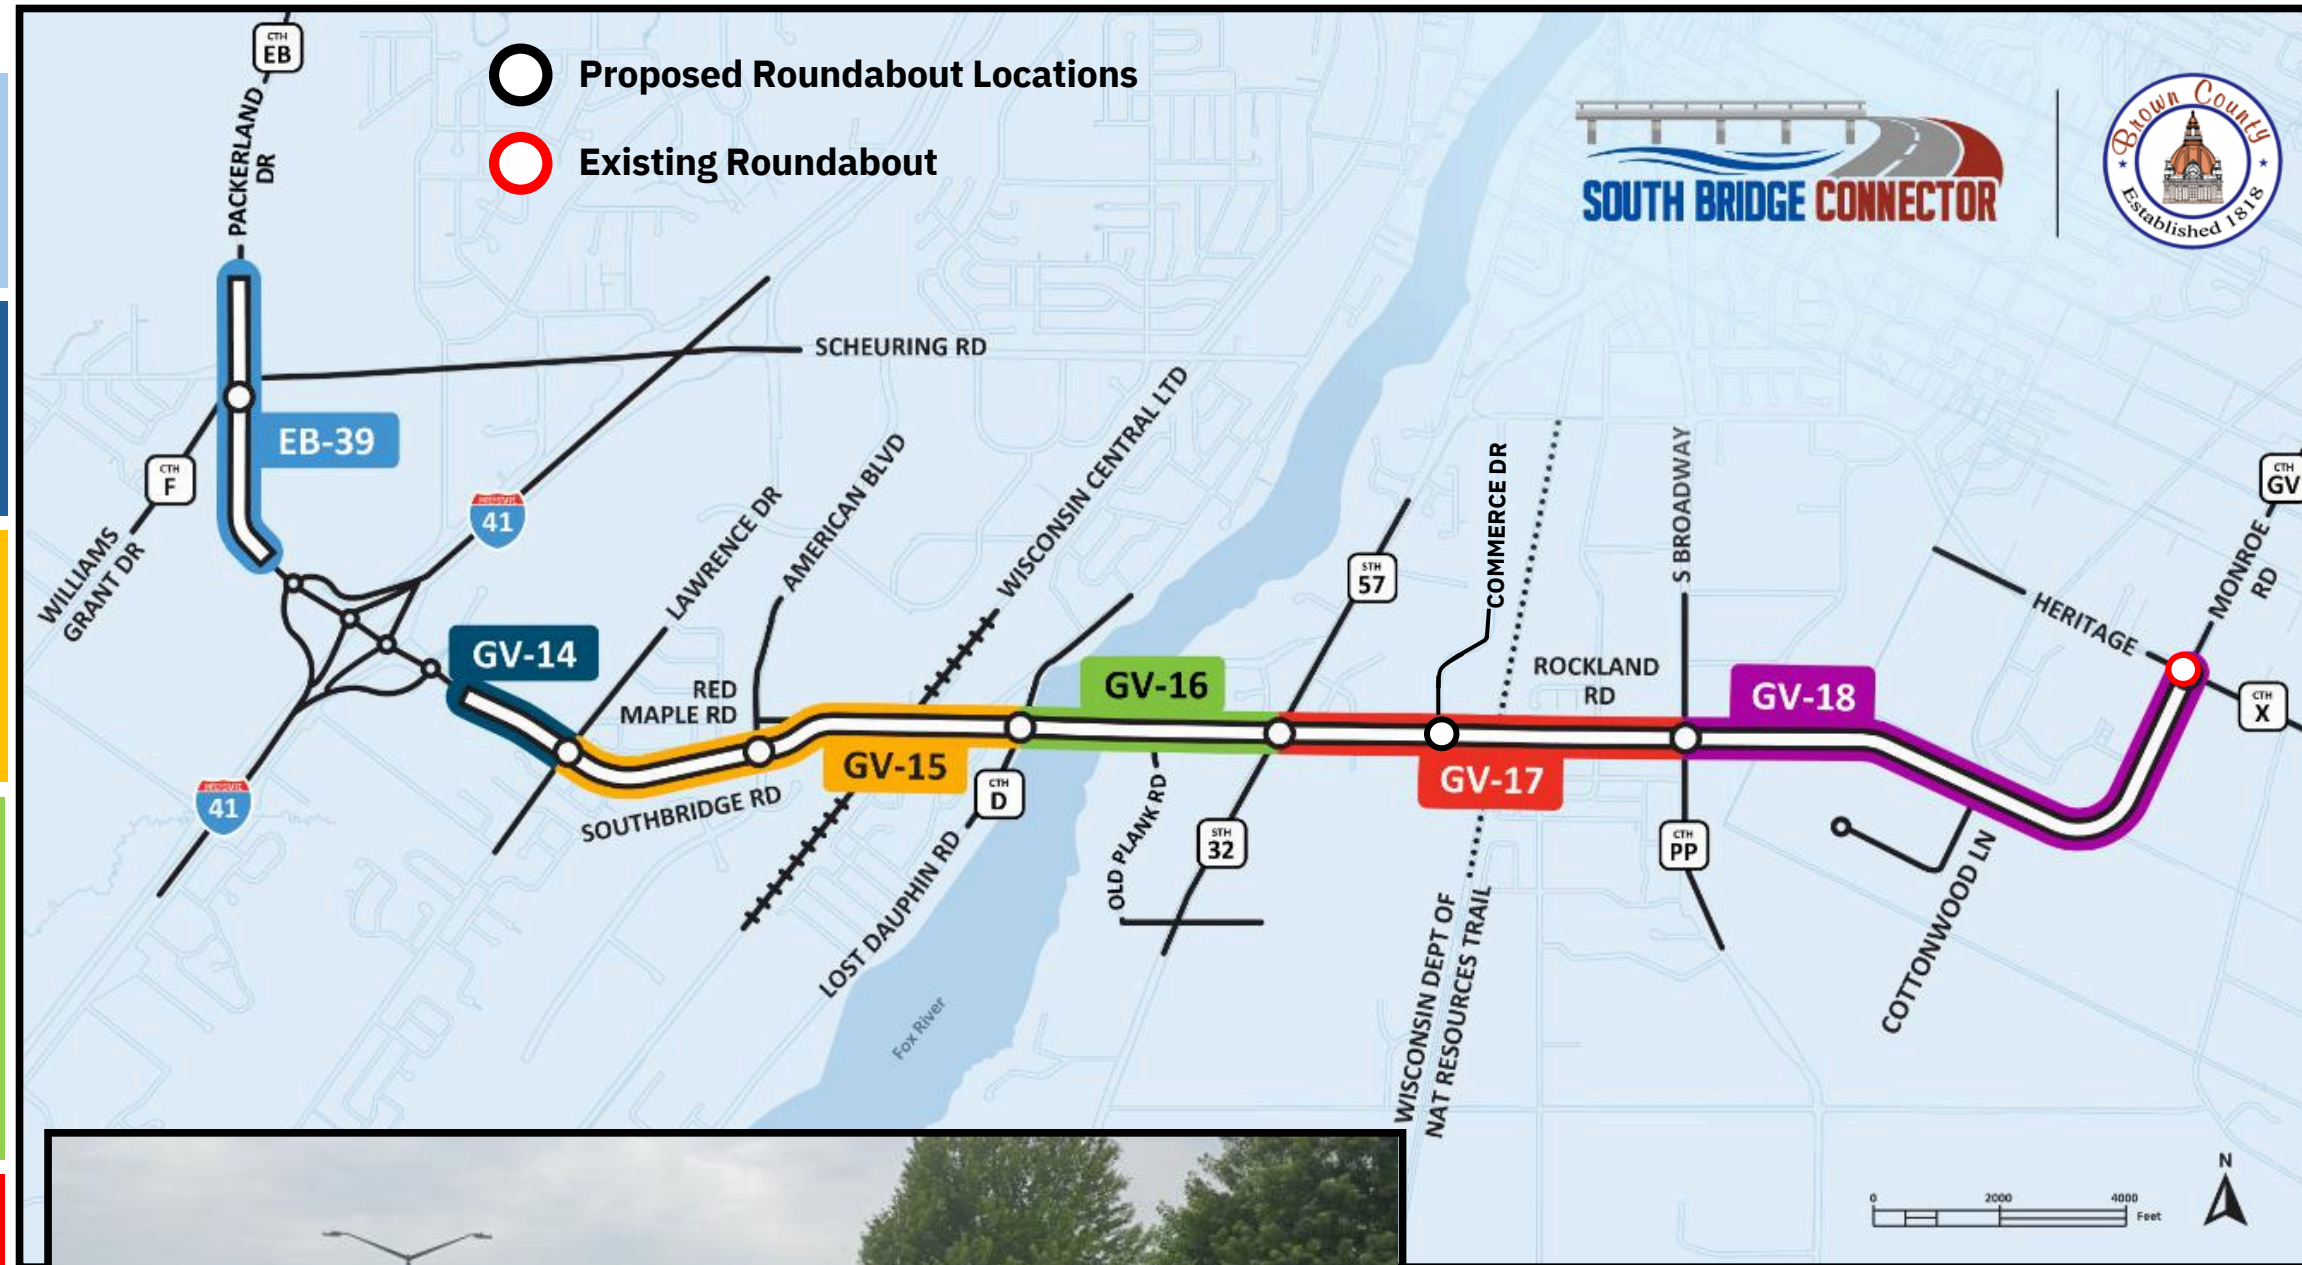 CTH
EB
PACKERLAND
DR
Proposed Roundabout Locations
Existing Roundabout
SOUTH BRIDGE CONNECTOR
Brown County
Established 1818
SCHEURING RD
EB-39
CTH
F
WILLIAMS
GRANT DR
INTERSTATE
41
LAWRENCE DR
AMERICAN BLVD
WISCONSIN CENTRAL LTD
GV-14
RED
MAPLE RD
GV-15
SOUTHBRIDGE RD
INTERSTATE
41
LOST DAUPHIN RD
CTH
D
GV-16
OLD PLANK RD
STH
57
STH
32
COMMERCE DR
GV-17
ROCKLAND
RD
S BROADWAY
CTH
PP
WISCONSIN DEPT OF
NAT RESOURCES TRAIL
GV-18
COTTONWOOD LN
HERITAGE
MONROE
RD
CTH
GV
CTH
X
Fox River
0 2000 4000
Feet
N